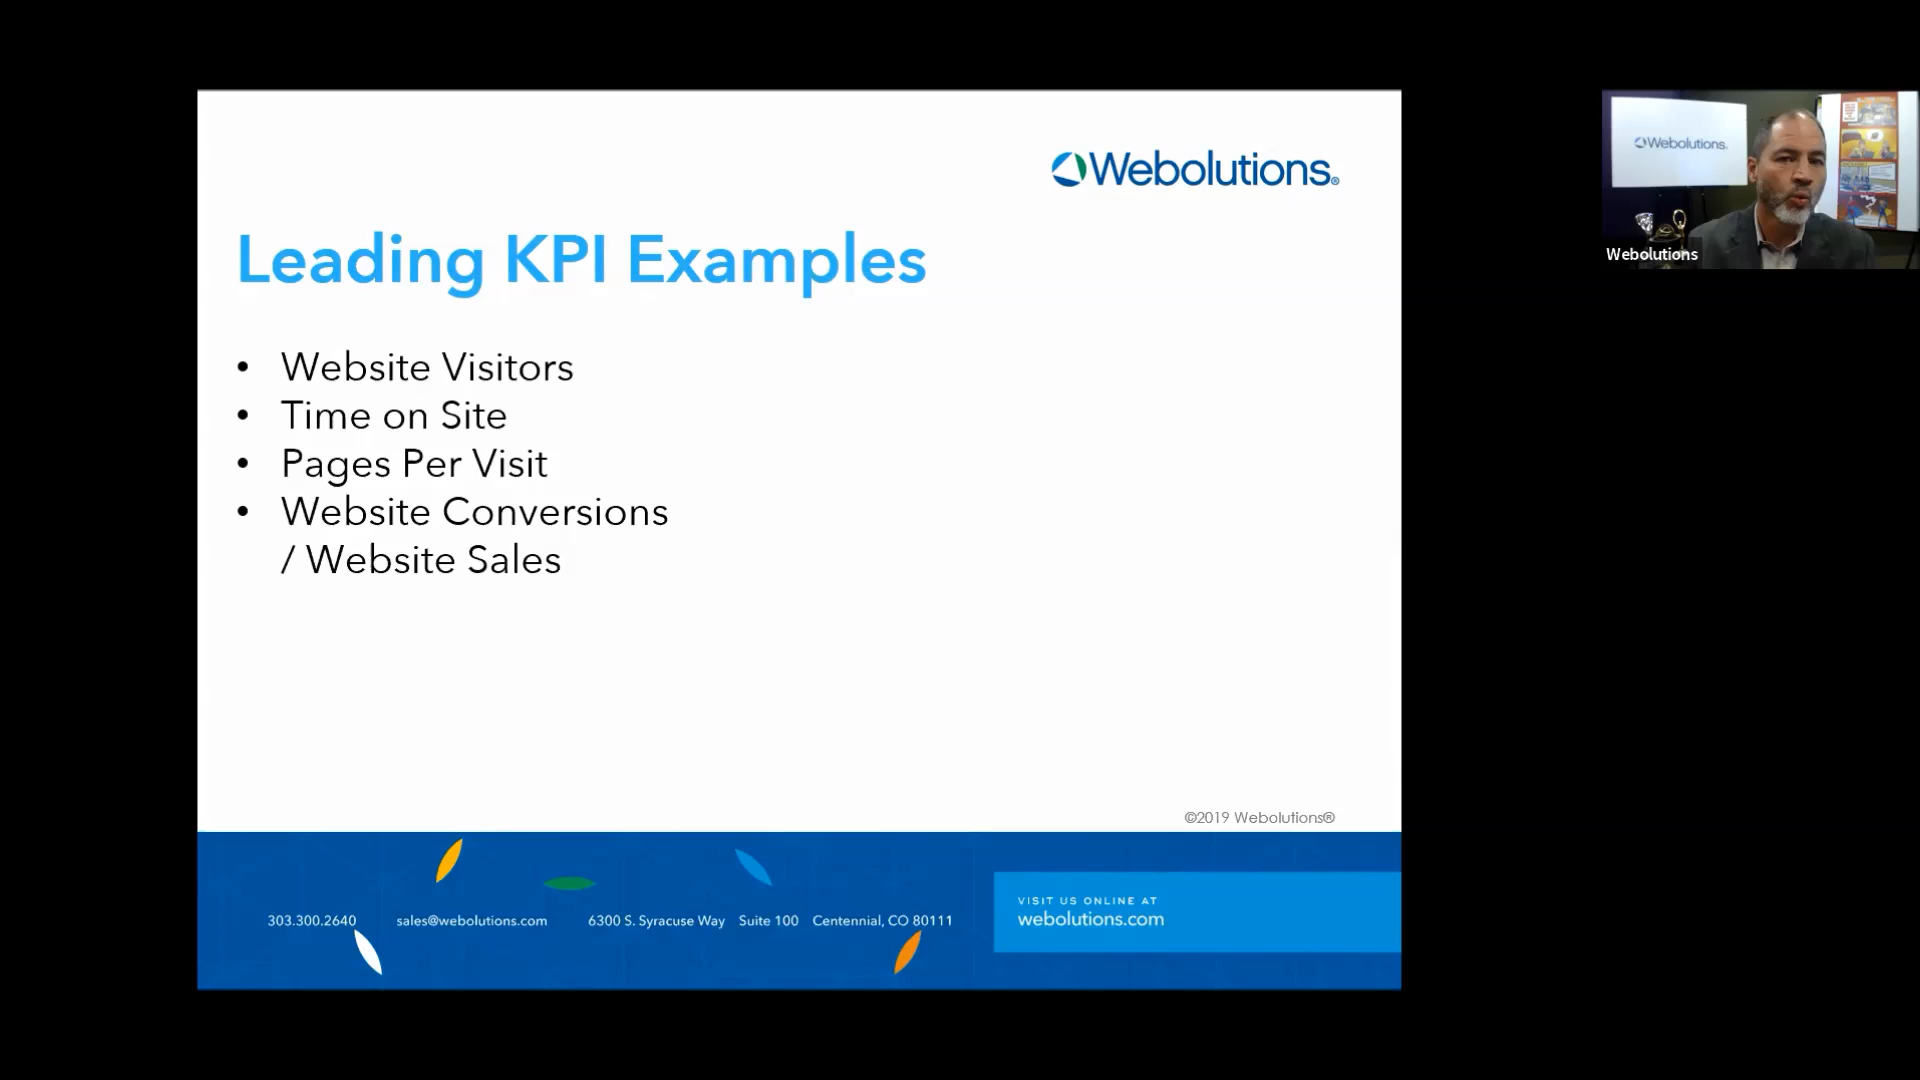 Webolutions®
Leading KPI Examples
• Website Visitors
• Time on Site
• Pages Per Visit
• Website Conversions
/ Website Sales
©2019 Webolutions®
303.300.2640 sales@webolutions.com 6300 S. Syracuse Way Suite 100 Centennial, CO 80111
VISIT US ONLINE AT
webolutions.com
Webolutions.
Webolutions